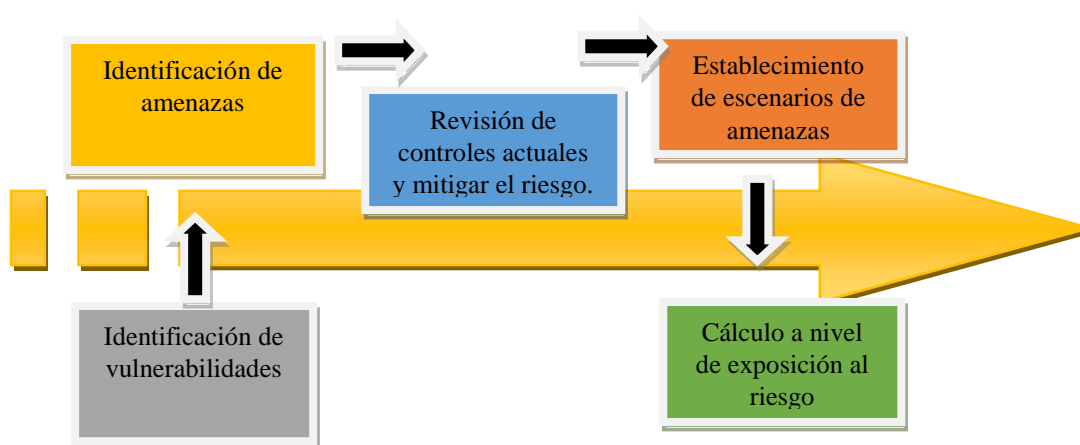 Identificación de
amenazas
Revisión de
controles actuales
y mitigar el riesgo.
Establecimiento
de escenarios de
amenazas
Identificación de
vulnerabilidades
Cálculo a nivel
de exposición al
riesgo